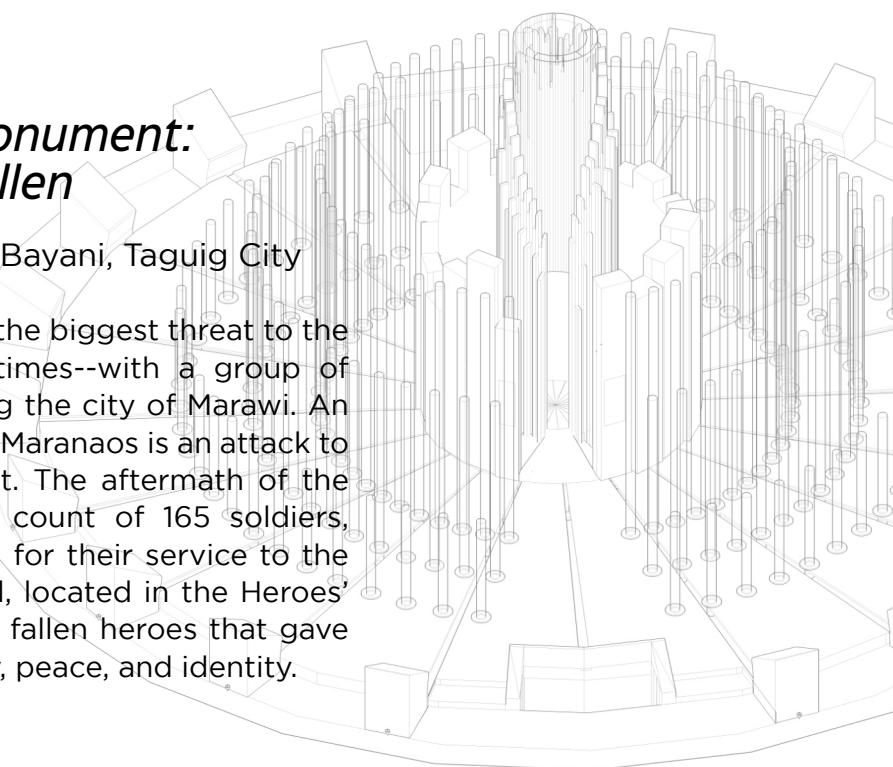 onument:
llen
Bayani, Taguig City
the biggest threat to the
times--with a group of
g the city of Marawi. An
Maranaos is an attack to
t. The aftermath of the
count of 165 soldiers,
for their service to the
l, located in the Heroes'
fallen heroes that gave
, peace, and identity.